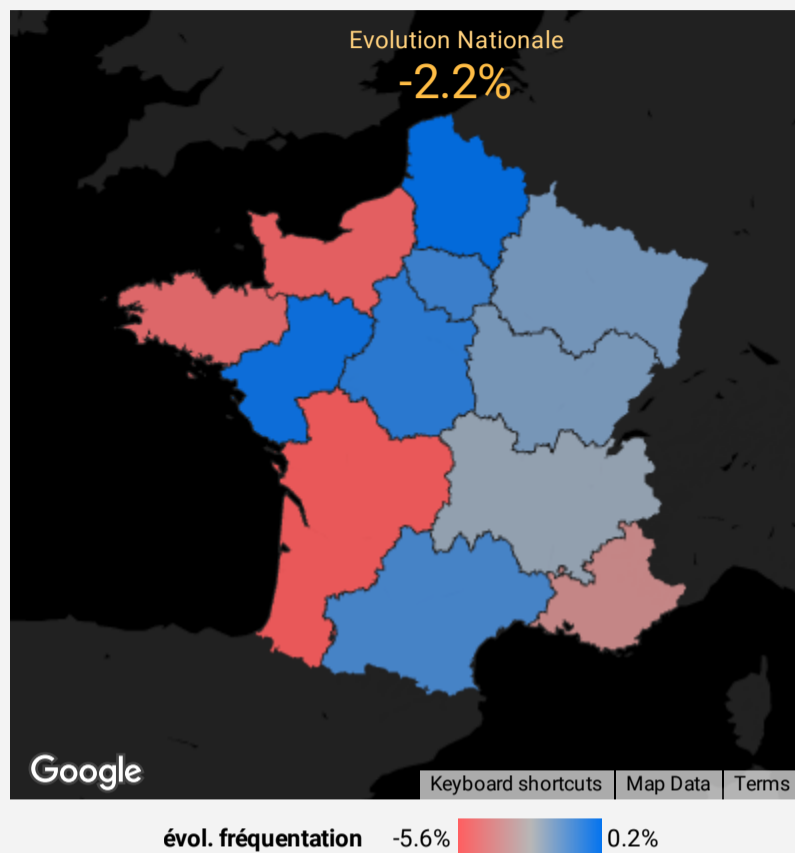 Evolution Nationale
-2.2%
Google
Keyboard shortcuts Map Data Terms
évol. fréquentation -5.6% 0.2%